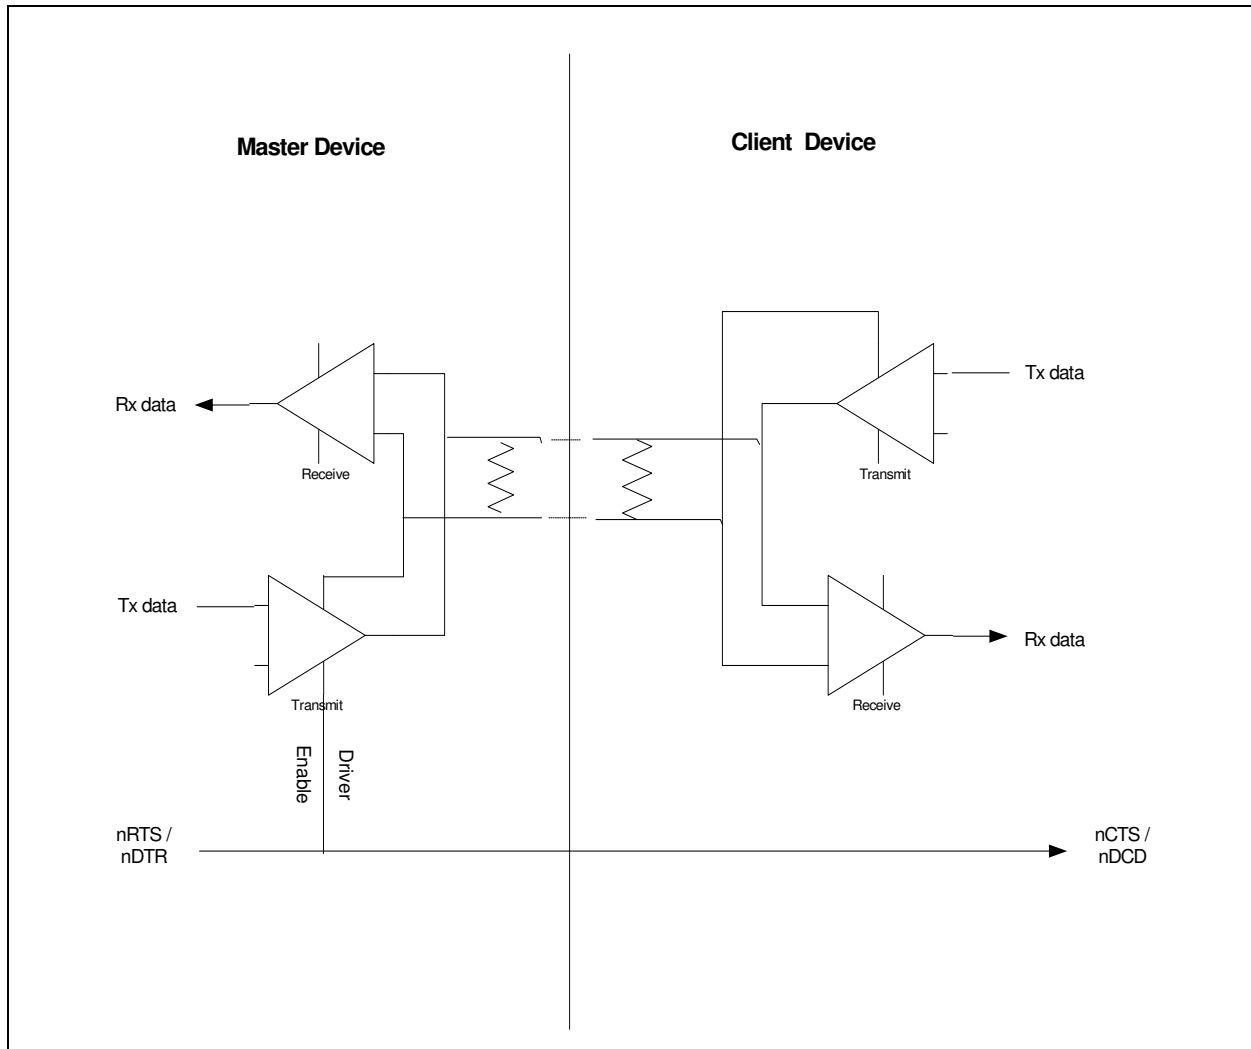 Master Device
Client Device
Rx data
Receive
Tx data
Transmit
Tx data
Transmit
Rx data
Receive
Enable
Driver
nRTS /
nDTR
nCTS /
nDCD